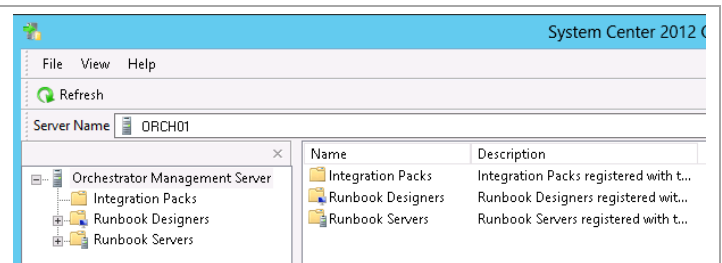 System Center 2012
File View Help
Refresh
Server Name ORCH01
Name Description
Orchestrator Management Server
Integration Packs
Runbook Designers
Runbook Servers
Integration Packs Integration Packs registered with t...
Runbook Designers Runbook Designers registered wit...
Runbook Servers Runbook Servers registered with t...